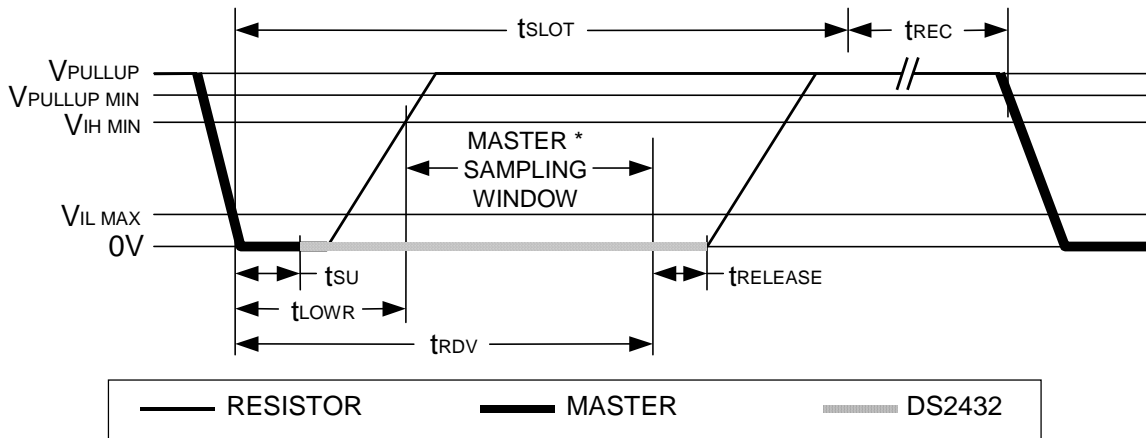 tSLOT
tREC
VPULLUP
VPULLUP MIN
VIH MIN
MASTER *
SAMPLING
WINDOW
VIL MAX
0V
tSU
tRELEASE
tLOWR
tRDV
RESISTOR MASTER DS2432